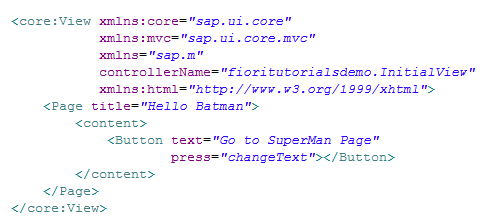 <core:View xmlns:core="sap.ui.core"
xmlns:mvc="sap.ui.core.mvc"
xmlns="sap.m"
controllerName="fioritutorialsdemo.InitialView"
xmlns:html="http://www.w3.org/1999/xhtml">
<Page title="Hello Batman">
<content>
<Button text="Go to SuperMan Page"
press="changeText"></Button>
</content>
</Page>
</core:View>